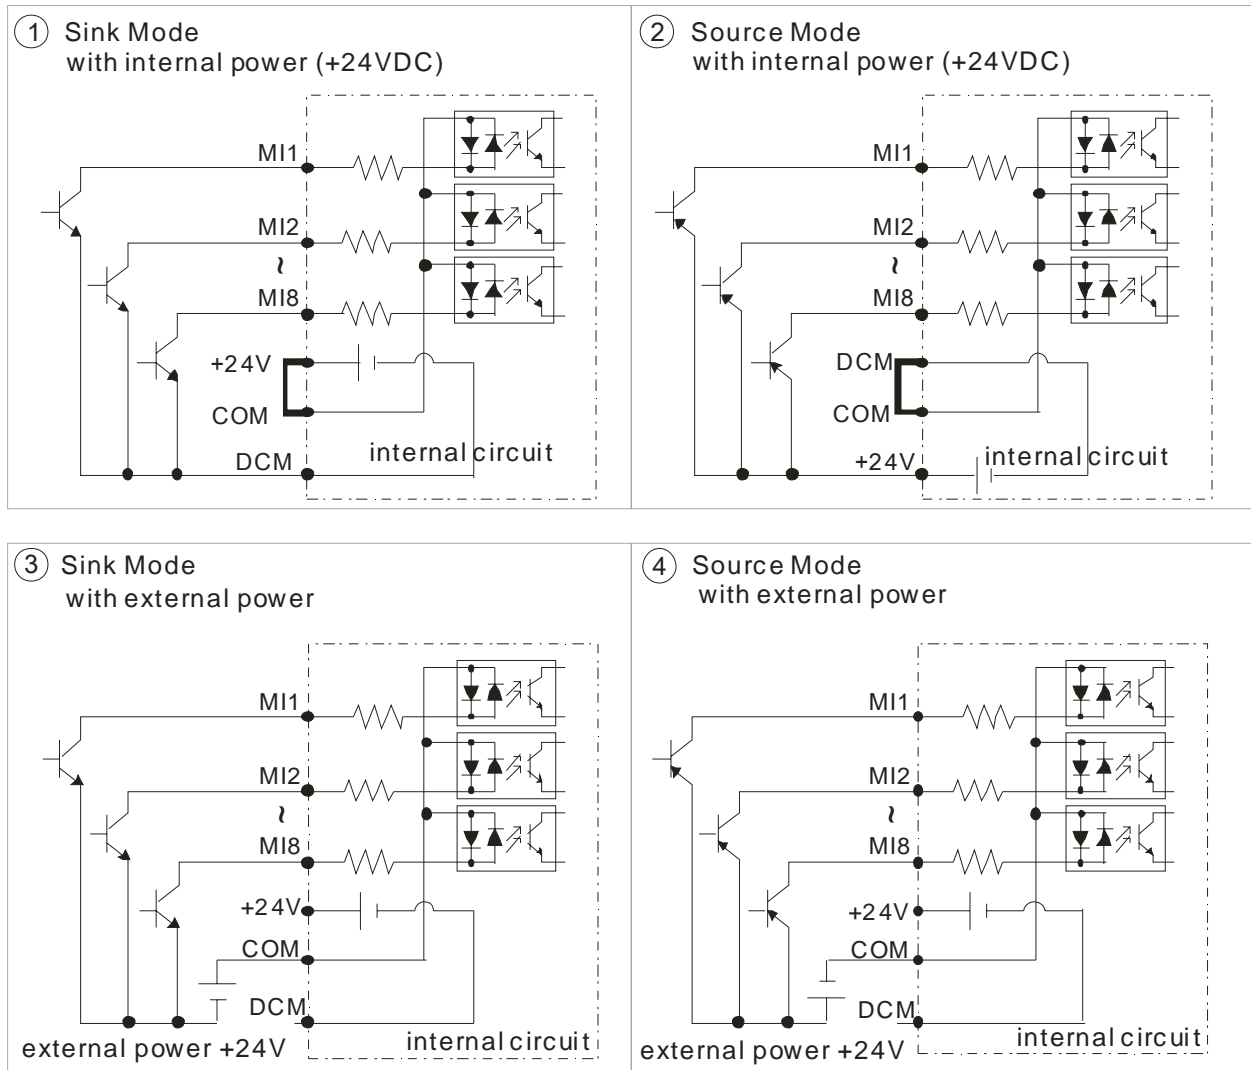 1 Sink Mode
with internal power (+24VDC)
MI1
MI2
~
MI8
+24V
COM
DCM
internal circuit
2 Source Mode
with internal power (+24VDC)
MI1
MI2
~
MI8
DCM
COM
+24V
internal circuit
3 Sink Mode
with external power
MI1
MI2
~
MI8
+24V
COM
DCM
internal circuit
external power +24V
4 Source Mode
with external power
MI1
MI2
~
MI8
+24V
COM
DCM
internal circuit
external power +24V